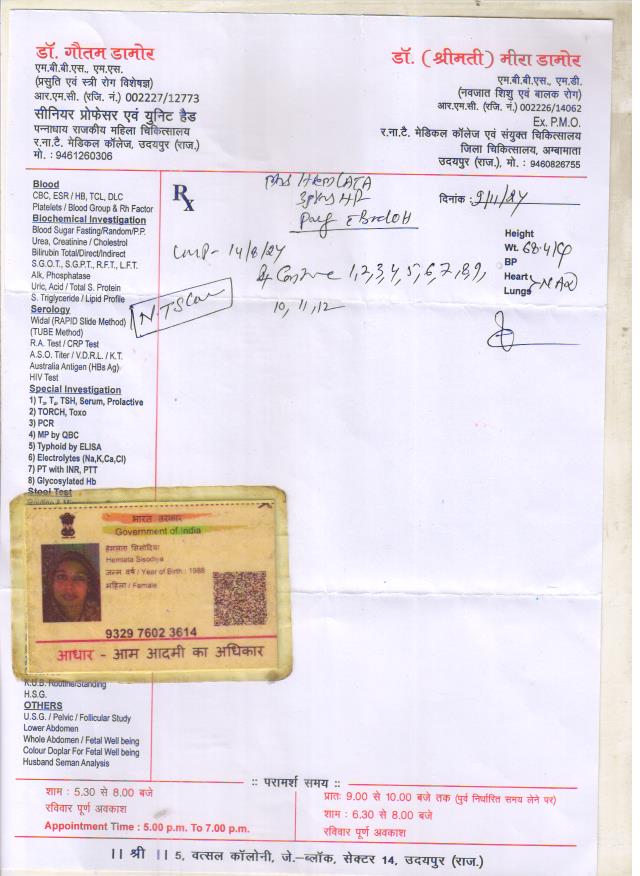 डॉ. गौतम डामोर
एम.बी.बी.एस., एम.एस.
(प्रसुति एवं स्त्री रोग विशेषज्ञ)
आर.एम.सी. (रजि. नं.) 002227/12773
सीनियर प्रोफेसर एवं युनिट हैड
पन्नाधाय राजकीय महिला चिकित्सालय
र.ना.टै. मेडिकल कॉलेज, उदयपुर (राज.)
मो. : 9461260306
डॉ. (श्रीमती) मीरा डामोर
एम.बी.बी.एस., एम.डी.
(नवजात शिशु एवं बालक रोग)
आर.एम.सी. (रजि. नं.) 002226/14062
Ex. P.M.O.
र.ना.टै. मेडिकल कॉलेज एवं संयुक्त चिकित्सालय
जिला चिकित्सालय, अम्बामाता
उदयपुर (राज.), मो. : 9460826755
Blood
CBC, ESR / HB, TCL, DLC
Platelets / Blood Group & Rh Factor
Biochemical Investigation
Blood Sugar Fasting/Random/P.P.
Urea, Creatinine / Cholestrol
Bilirubin Total/Direct/Indirect
S.G.O.T., S.G.P.T., R.F.T., L.F.T.
Alk, Phosphatase
Uric, Acid / Total S. Protein
S. Triglyceride / Lipid Profile
Serology
Widal (RAPID Slide Method)
(TUBE Method)
R.A. Test / CRP Test
A.S.O. Titer / V.D.R.L. / K.T.
Australia Antigen (HBs Ag)
HIV Test
Special Investigation
1) T₃, T₄, TSH, Serum, Prolactive
2) TORCH, Toxo
3) PCR
4) MP by QBC
5) Typhoid by ELISA
6) Electrolytes (Na,K,Ca,Cl)
7) PT with INR, PTT
8) Glycosylated Hb
Stool Test
Rx
HEMLATA
दिनांक : 9/11/24
Height
Wt. 68.4
BP
Heart
Lungs NAD
LMP - 14/8/24
1,2,3,4,5,6,7,8,9,
10, 11, 12
भारत सरकार
Government of India
हेमलता सिसोदिया
Hemlata Sisodiya
जन्म वर्ष / Year of Birth : 1988
महिला / Female
9329 7602 3614
आधार - आम आदमी का अधिकार
K.U.B. Routine/Standing
H.S.G.
OTHERS
U.S.G. / Pelvic / Follicular Study
Lower Abdomen
Whole Abdomen / Fetal Well being
Colour Doplar For Fetal Well being
Husband Seman Analysis
:: परामर्श समय ::
शाम : 5.30 से 8.00 बजे
रविवार पूर्ण अवकाश
Appointment Time : 5.00 p.m. To 7.00 p.m.
प्रातः 9.00 से 10.00 बजे तक (पुर्व निर्धारित समय लेने पर)
शाम : 6.30 से 8.00 बजे
रविवार पूर्ण अवकाश
।। श्री ।। 5, वत्सल कॉलोनी, जे.-ब्लॉक, सेक्टर 14, उदयपुर (राज.)